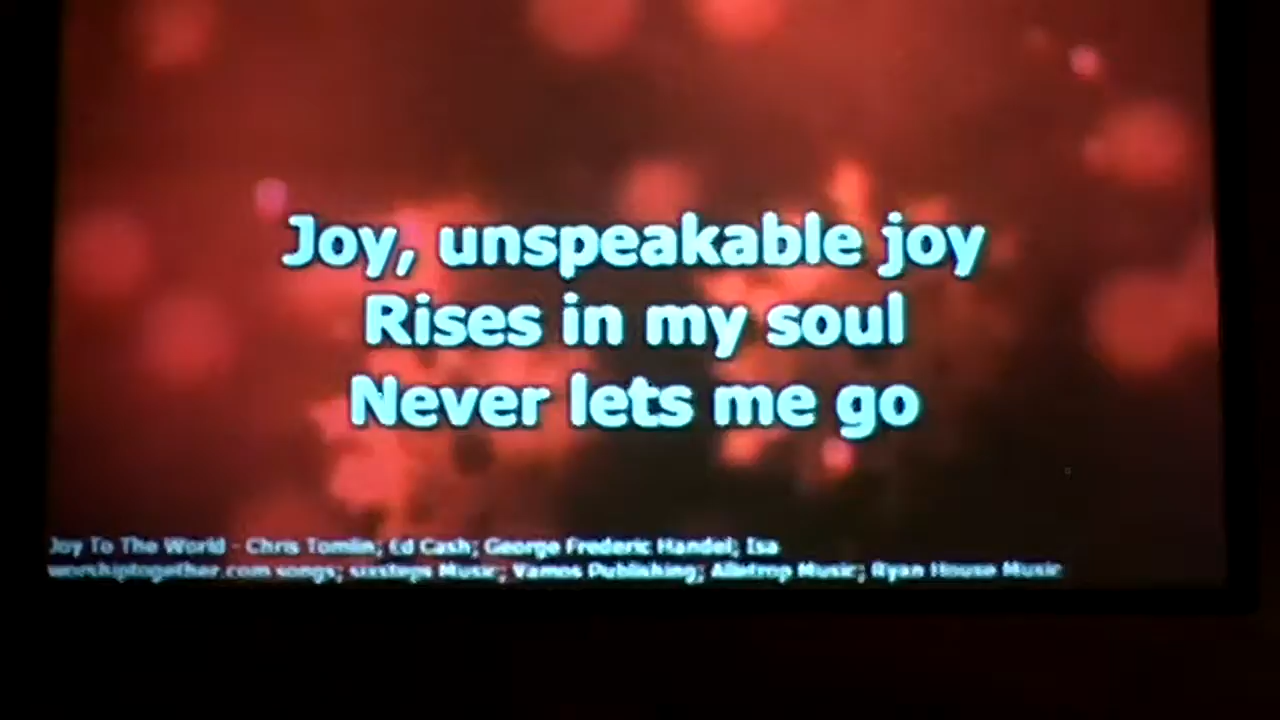 Joy, unspeakable joy
Rises in my soul
Never lets me go
Joy To The World - Chris Tomlin; Ed Cash; George Frederic Handel; Isa
worshiptogether.com songs; sixsteps Music; Vamos Publishing; Alletrop Music; Ryan House Music